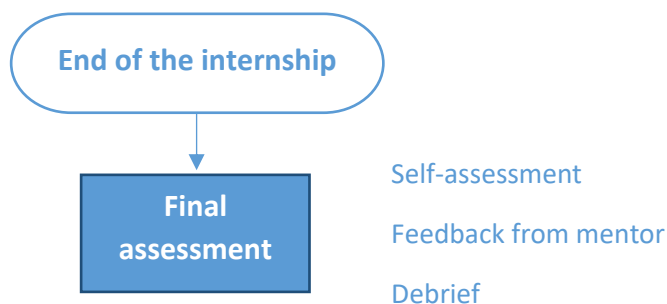 End of the internship
Final
assessment
Self-assessment
Feedback from mentor
Debrief